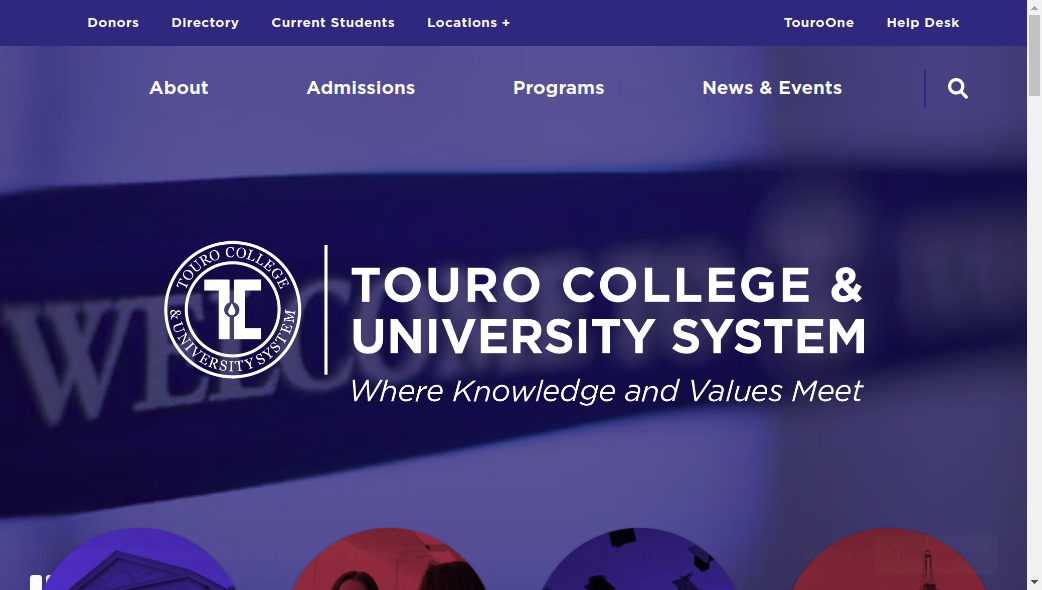 Donors Directory Current Students Locations + TouroOne Help Desk
About Admissions Programs News & Events
WELCOME
TOURO COLLEGE
& UNIVERSITY SYSTEM
TOURO COLLEGE &
UNIVERSITY SYSTEM
Where Knowledge and Values Meet